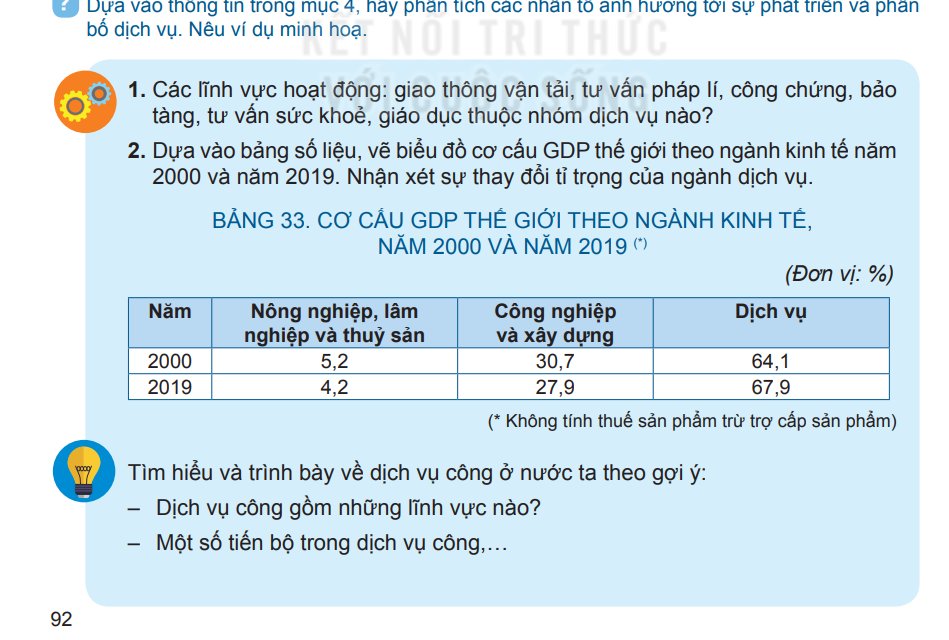 ? Dựa vào thông tin trong mục 4, hãy phân tích các nhân tố ảnh hưởng tới sự phát triển và phân
bố dịch vụ. Nêu ví dụ minh hoạ.
KẾT NỐI TRI THỨC
VỚI CUỘC SỐNG
1. Các lĩnh vực hoạt động: giao thông vận tải, tư vấn pháp lí, công chứng, bảo
tàng, tư vấn sức khoẻ, giáo dục thuộc nhóm dịch vụ nào?
2. Dựa vào bảng số liệu, vẽ biểu đồ cơ cấu GDP thế giới theo ngành kinh tế năm
2000 và năm 2019. Nhận xét sự thay đổi tỉ trọng của ngành dịch vụ.
BẢNG 33. CƠ CẤU GDP THẾ GIỚI THEO NGÀNH KINH TẾ,
NĂM 2000 VÀ NĂM 2019 (*)
(Đơn vị: %)
Năm Nông nghiệp, lâm Công nghiệp Dịch vụ
nghiệp và thuỷ sản và xây dựng
2000 5,2 30,7 64,1
2019 4,2 27,9 67,9
(* Không tính thuế sản phẩm trừ trợ cấp sản phẩm)
Tìm hiểu và trình bày về dịch vụ công ở nước ta theo gợi ý:
– Dịch vụ công gồm những lĩnh vực nào?
– Một số tiến bộ trong dịch vụ công,...
92